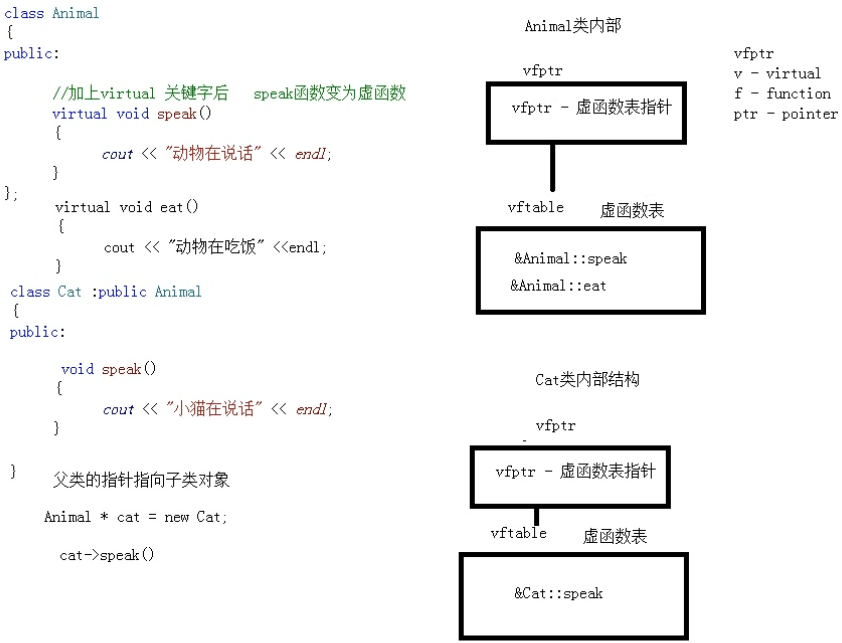 class Animal
{
public:
//加上virtual 关键字后 speak函数变为虚函数
virtual void speak()
{
cout << "动物在说话" << endl;
}
};
virtual void eat()
{
cout << "动物在吃饭" <<endl;
}
class Cat :public Animal
{
public:
void speak()
{
cout << "小猫在说话" << endl;
}
}
父类的指针指向子类对象
Animal * cat = new Cat;
cat->speak()
Animal类内部
vfptr
vfptr - 虚函数表指针
vftable 虚函数表
&Animal::speak
&Animal::eat
vfptr
v - virtual
f - function
ptr - pointer
Cat类内部结构
vfptr
vfptr - 虚函数表指针
vftable 虚函数表
&Cat::speak